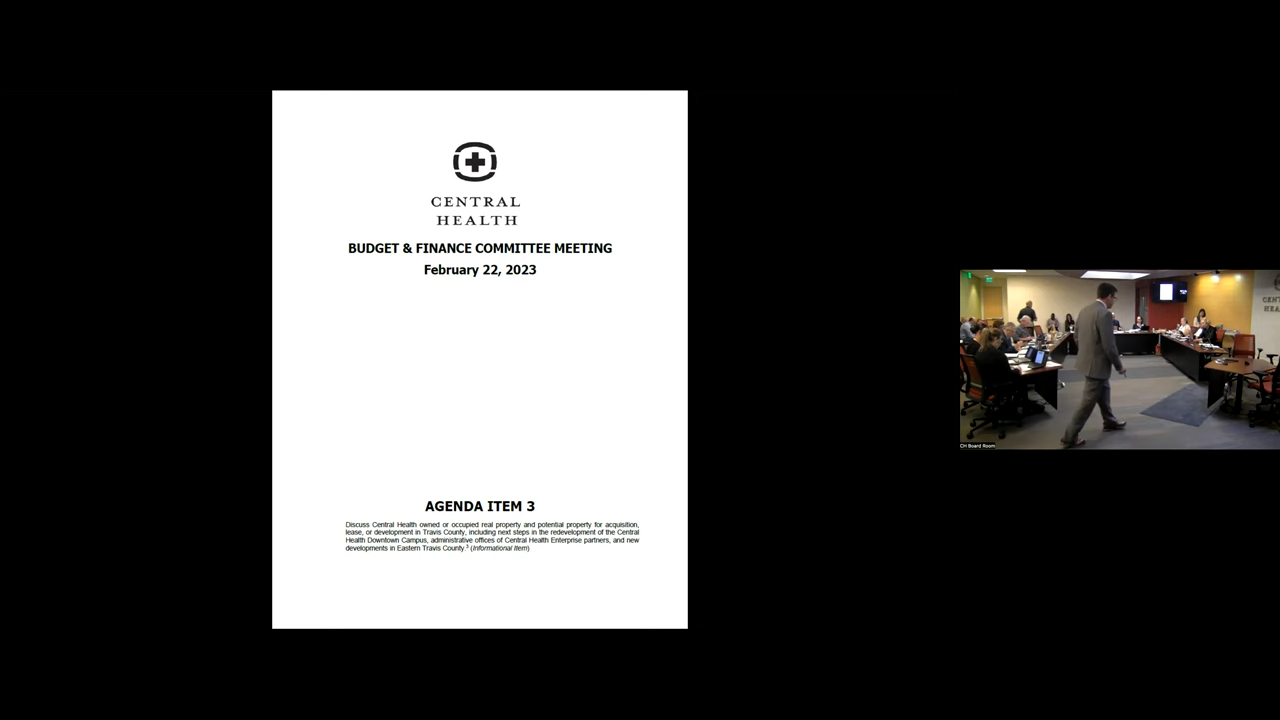 CENTRAL
HEALTH
BUDGET & FINANCE COMMITTEE MEETING
February 22, 2023
AGENDA ITEM 3
Discuss Central Health owned or occupied real property and potential property for acquisition,
lease, or development in Travis County, including next steps in the redevelopment of the Central
Health Downtown Campus, administrative offices of Central Health Enterprise partners, and new
developments in Eastern Travis County.³ (Informational Item)
CH Board Room